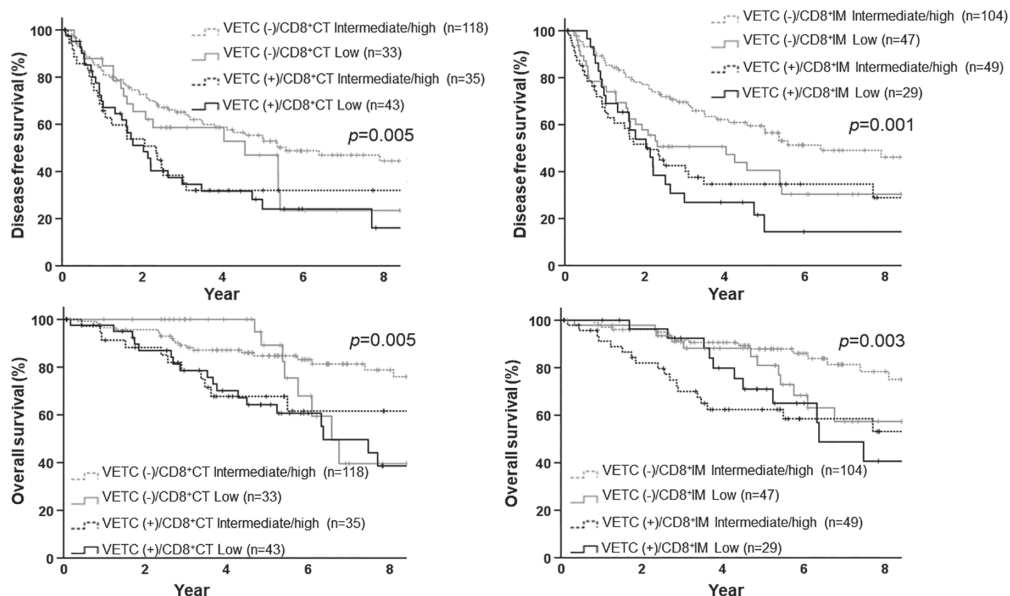 VETC (-)/CD8⁺CT Intermediate/high (n=118)
VETC (-)/CD8⁺CT Low (n=33)
VETC (+)/CD8⁺CT Intermediate/high (n=35)
VETC (+)/CD8⁺CT Low (n=43)
p=0.005
Disease free survival (%)
100
80
60
40
20
0
0 2 4 6 8
Year
VETC (-)/CD8⁺IM Intermediate/high (n=104)
VETC (-)/CD8⁺IM Low (n=47)
VETC (+)/CD8⁺IM Intermediate/high (n=49)
VETC (+)/CD8⁺IM Low (n=29)
p=0.001
Disease free survival (%)
100
80
60
40
20
0
0 2 4 6 8
Year
p=0.005
Overall survival (%)
100
80
60
40
20
0
VETC (-)/CD8⁺CT Intermediate/high (n=118)
VETC (-)/CD8⁺CT Low (n=33)
VETC (+)/CD8⁺CT Intermediate/high (n=35)
VETC (+)/CD8⁺CT Low (n=43)
0 2 4 6 8
Year
p=0.003
Overall survival (%)
100
80
60
40
20
0
VETC (-)/CD8⁺IM Intermediate/high (n=104)
VETC (-)/CD8⁺IM Low (n=47)
VETC (+)/CD8⁺IM Intermediate/high (n=49)
VETC (+)/CD8⁺IM Low (n=29)
0 2 4 6 8
Year